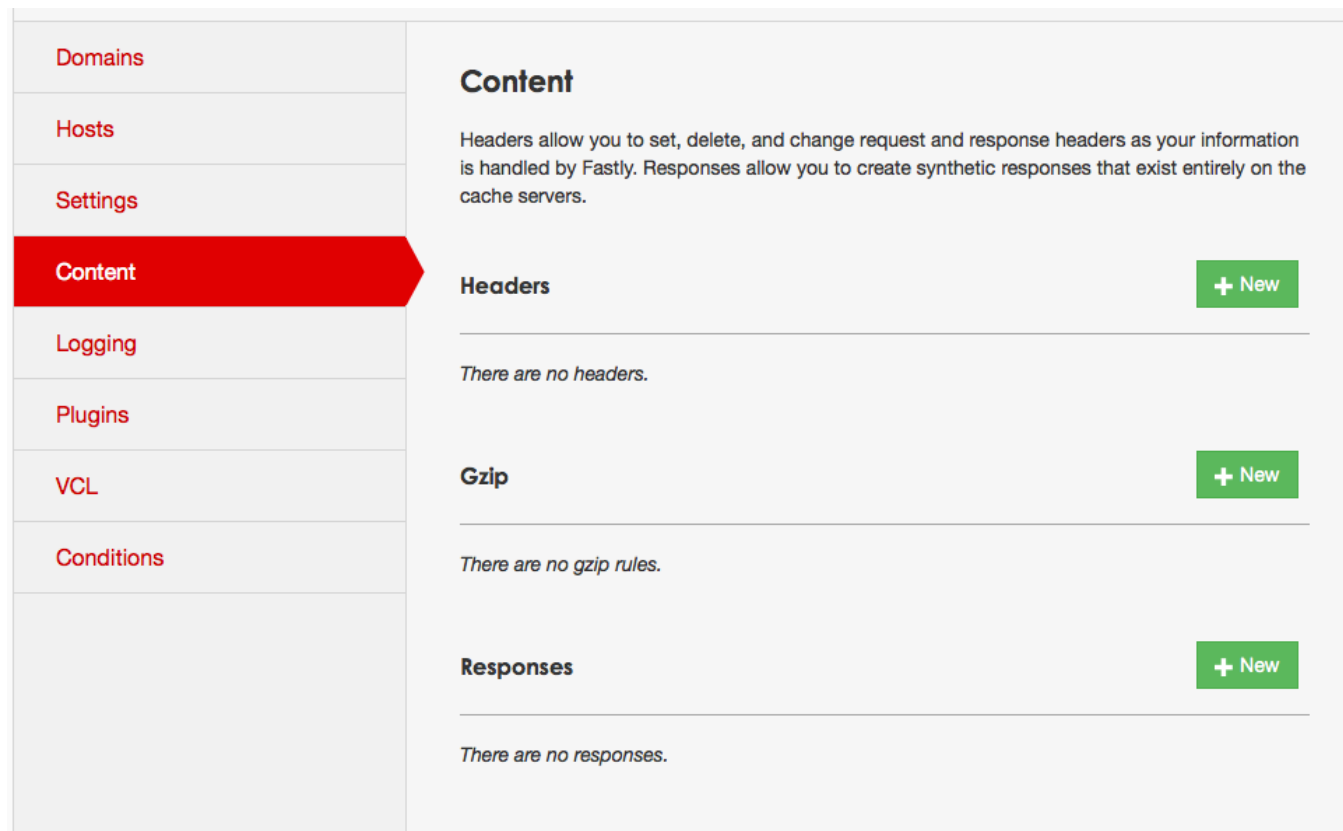 Domains
Hosts
Settings
Content
Logging
Plugins
VCL
Conditions
Content
Headers allow you to set, delete, and change request and response headers as your information
is handled by Fastly. Responses allow you to create synthetic responses that exist entirely on the
cache servers.
Headers
New
There are no headers.
Gzip
New
There are no gzip rules.
Responses
New
There are no responses.